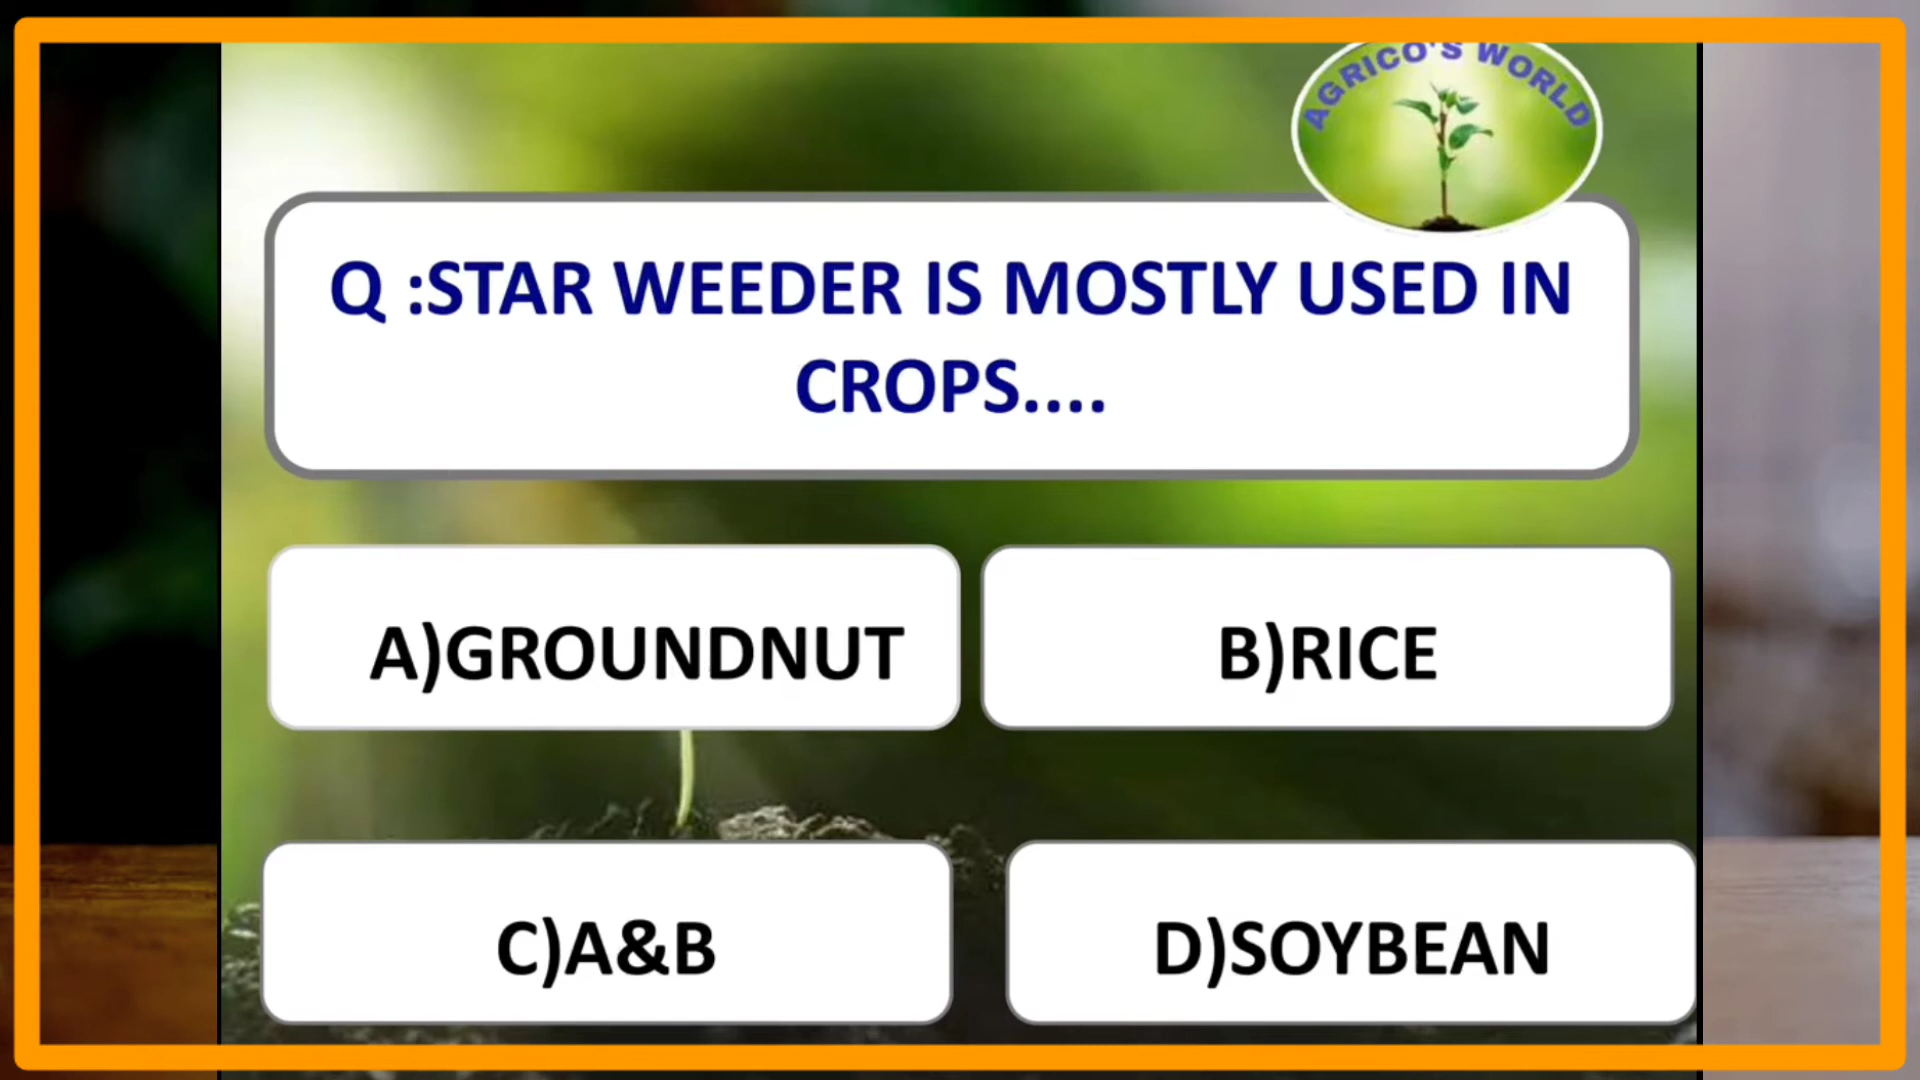 AGRICO'S WORLD
Q :STAR WEEDER IS MOSTLY USED IN
CROPS....
A)GROUNDNUT
B)RICE
C)A&B
D)SOYBEAN